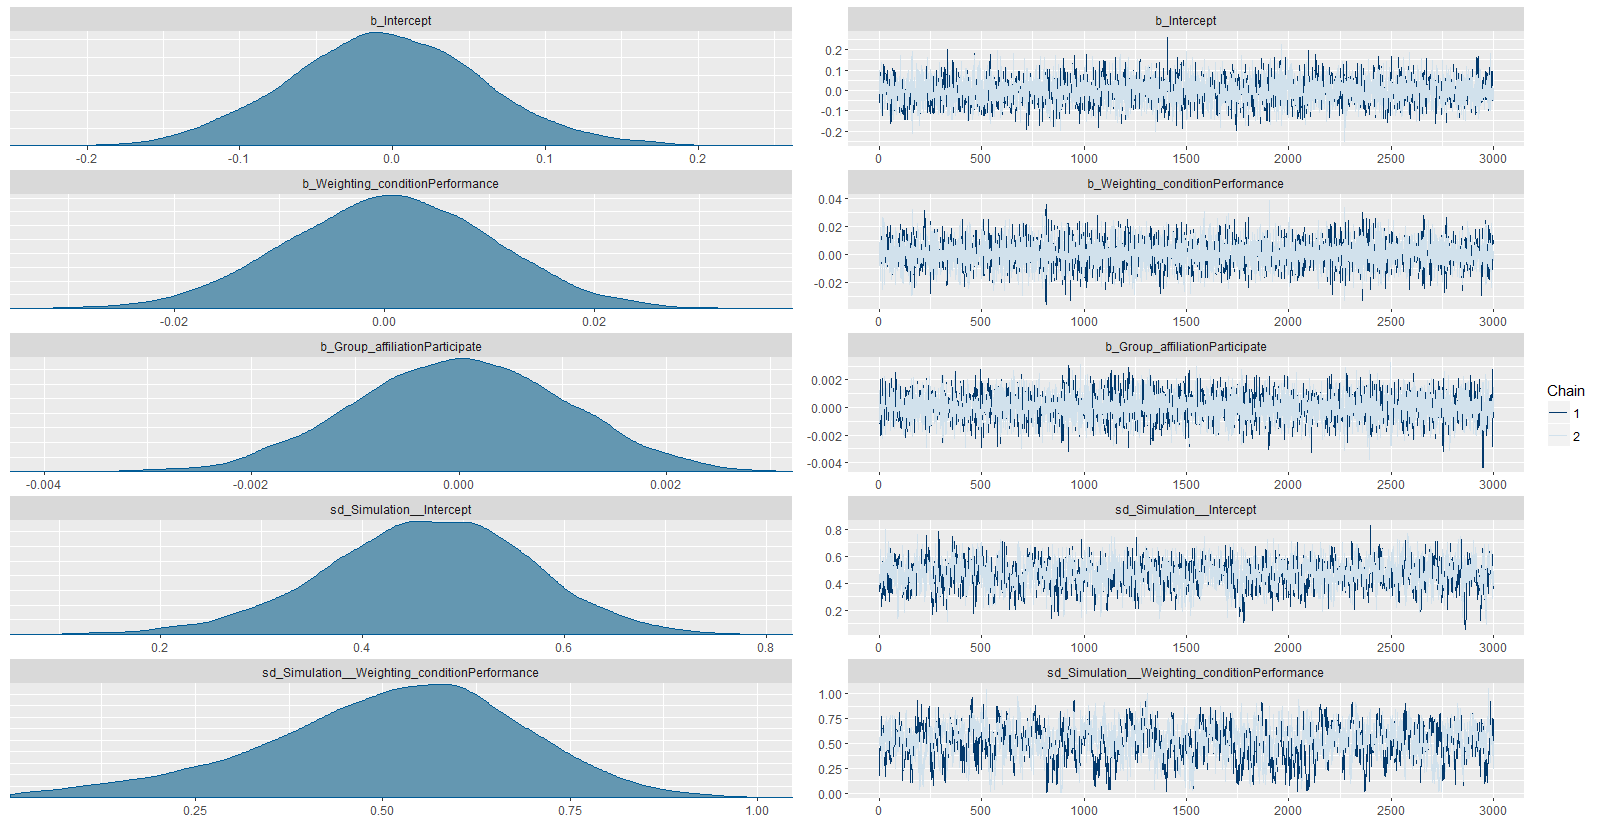 b_Intercept
-0.2 -0.1 0.0 0.1 0.2
b_Intercept
0.2
0.1
0.0
-0.1
-0.2
0 500 1000 1500 2000 2500 3000
b_Weighting_conditionPerformance
-0.02 0.00 0.02
b_Weighting_conditionPerformance
0.04
0.02
0.00
-0.02
0 500 1000 1500 2000 2500 3000
b_Group_affiliationParticipate
-0.004 -0.002 0.000 0.002
b_Group_affiliationParticipate
0.002
0.000
-0.002
-0.004
0 500 1000 1500 2000 2500 3000
sd_Simulation__Intercept
0.2 0.4 0.6 0.8
sd_Simulation__Intercept
0.8
0.6
0.4
0.2
0 500 1000 1500 2000 2500 3000
sd_Simulation__Weighting_conditionPerformance
0.25 0.50 0.75 1.00
sd_Simulation__Weighting_conditionPerformance
1.00
0.75
0.50
0.25
0.00
0 500 1000 1500 2000 2500 3000
Chain
1
2